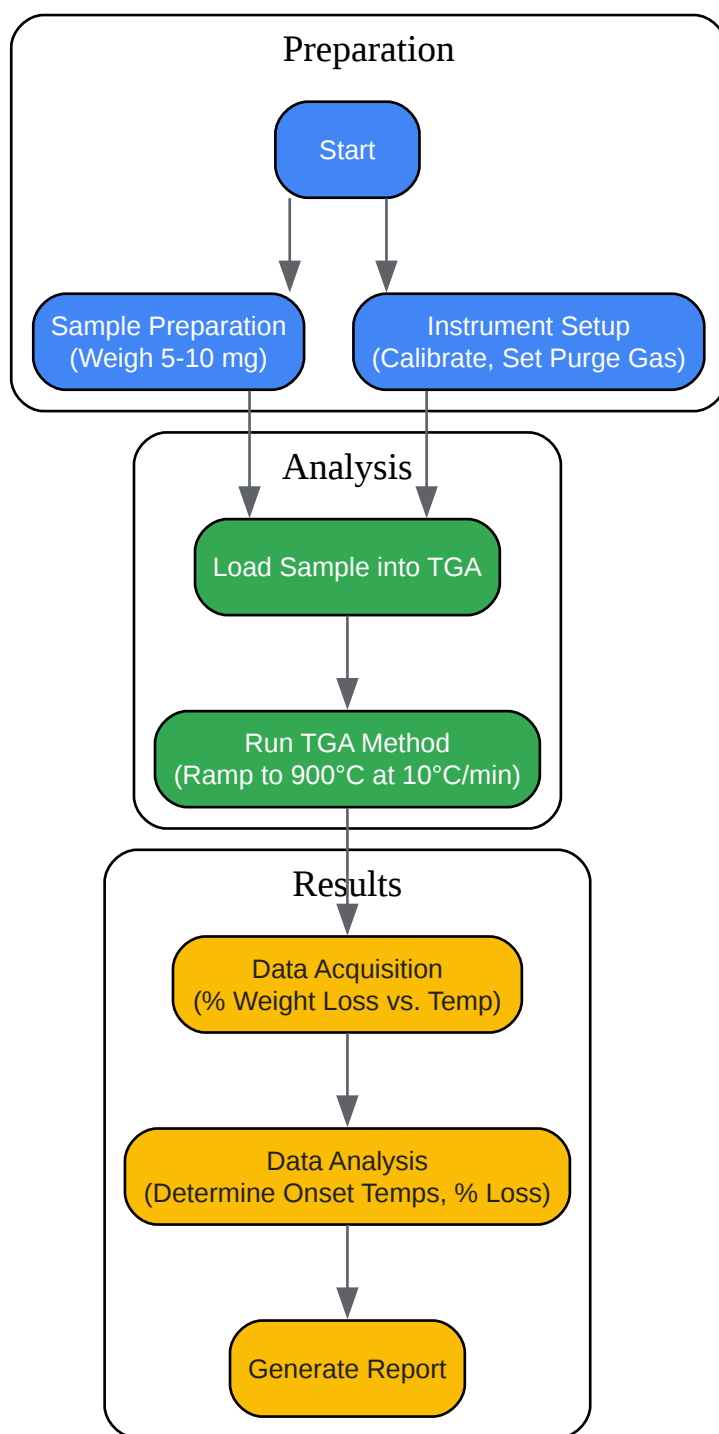 Preparation
Start
Sample Preparation
(Weigh 5-10 mg)
Instrument Setup
(Calibrate, Set Purge Gas)
Analysis
Load Sample into TGA
Run TGA Method
(Ramp to 900°C at 10°C/min)
Results
Data Acquisition
(% Weight Loss vs. Temp)
Data Analysis
(Determine Onset Temps, % Loss)
Generate Report